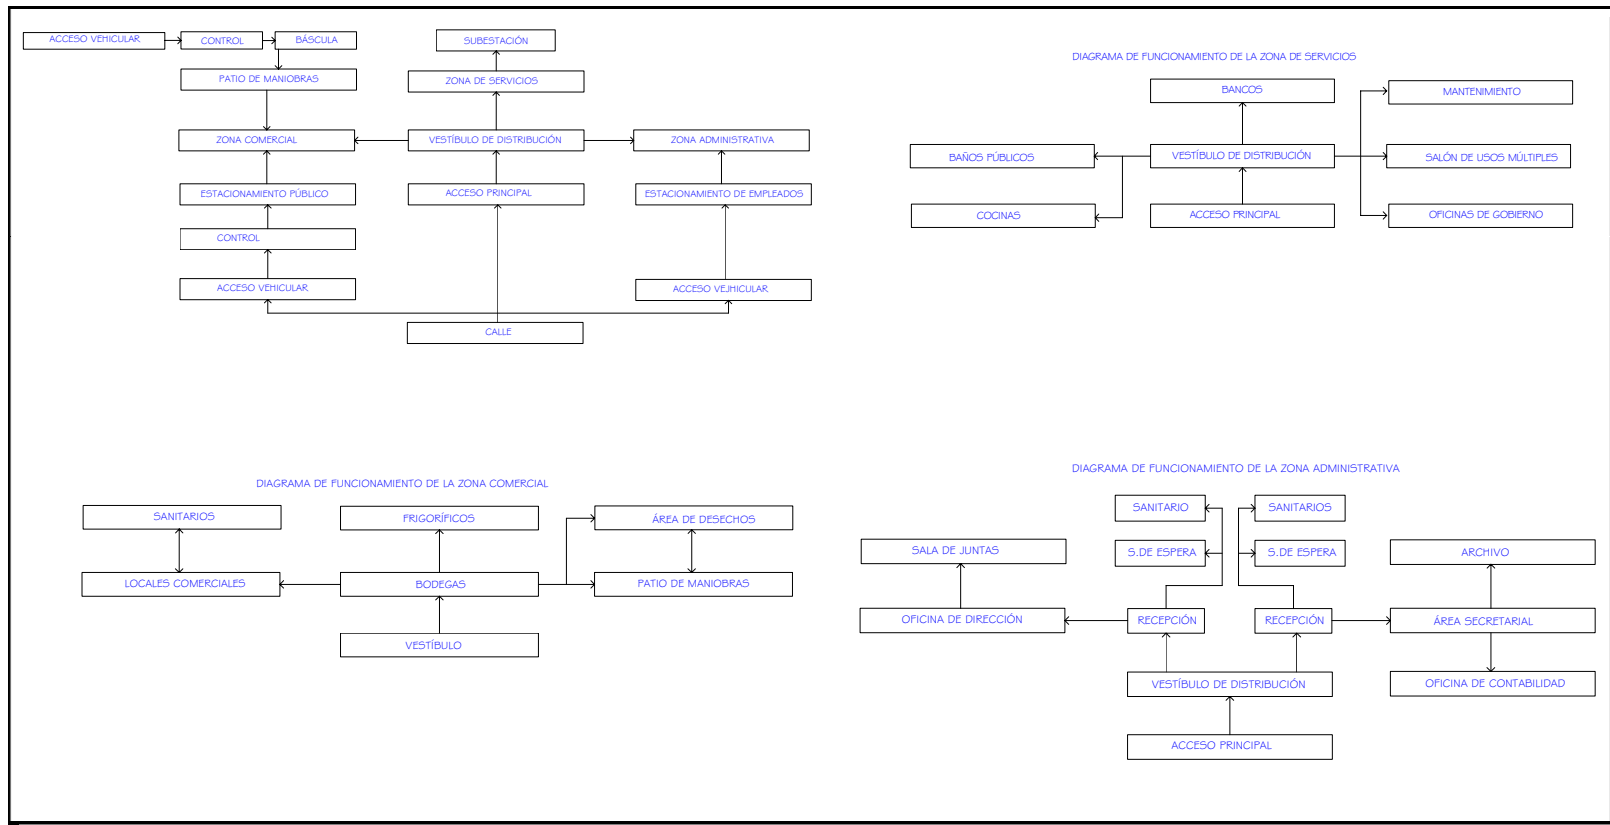 ACCESO VEHICULAR
CONTROL
BÁSCULA
PATIO DE MANIOBRAS
SUBESTACIÓN
ZONA DE SERVICIOS
ZONA COMERCIAL
VESTÍBULO DE DISTRIBUCIÓN
ZONA ADMINISTRATIVA
ESTACIONAMIENTO PÚBLICO
ACCESO PRINCIPAL
ESTACIONAMIENTO DE EMPLEADOS
CONTROL
ACCESO VEHICULAR
ACCESO VEJHICULAR
CALLE
DIAGRAMA DE FUNCIONAMIENTO DE LA ZONA DE SERVICIOS
BANCOS
MANTENIMIENTO
BAÑOS PÚBLICOS
VESTÍBULO DE DISTRIBUCIÓN
SALÓN DE USOS MÚLTIPLES
COCINAS
ACCESO PRINCIPAL
OFICINAS DE GOBIERNO
DIAGRAMA DE FUNCIONAMIENTO DE LA ZONA COMERCIAL
SANITARIOS
FRIGORÍFICOS
ÁREA DE DESECHOS
LOCALES COMERCIALES
BODEGAS
PATIO DE MANIOBRAS
VESTÍBULO
DIAGRAMA DE FUNCIONAMIENTO DE LA ZONA ADMINISTRATIVA
SANITARIO
SANITARIOS
SALA DE JUNTAS
S.DE ESPERA
S.DE ESPERA
ARCHIVO
OFICINA DE DIRECCIÓN
RECEPCIÓN
RECEPCIÓN
ÁREA SECRETARIAL
VESTÍBULO DE DISTRIBUCIÓN
OFICINA DE CONTABILIDAD
ACCESO PRINCIPAL